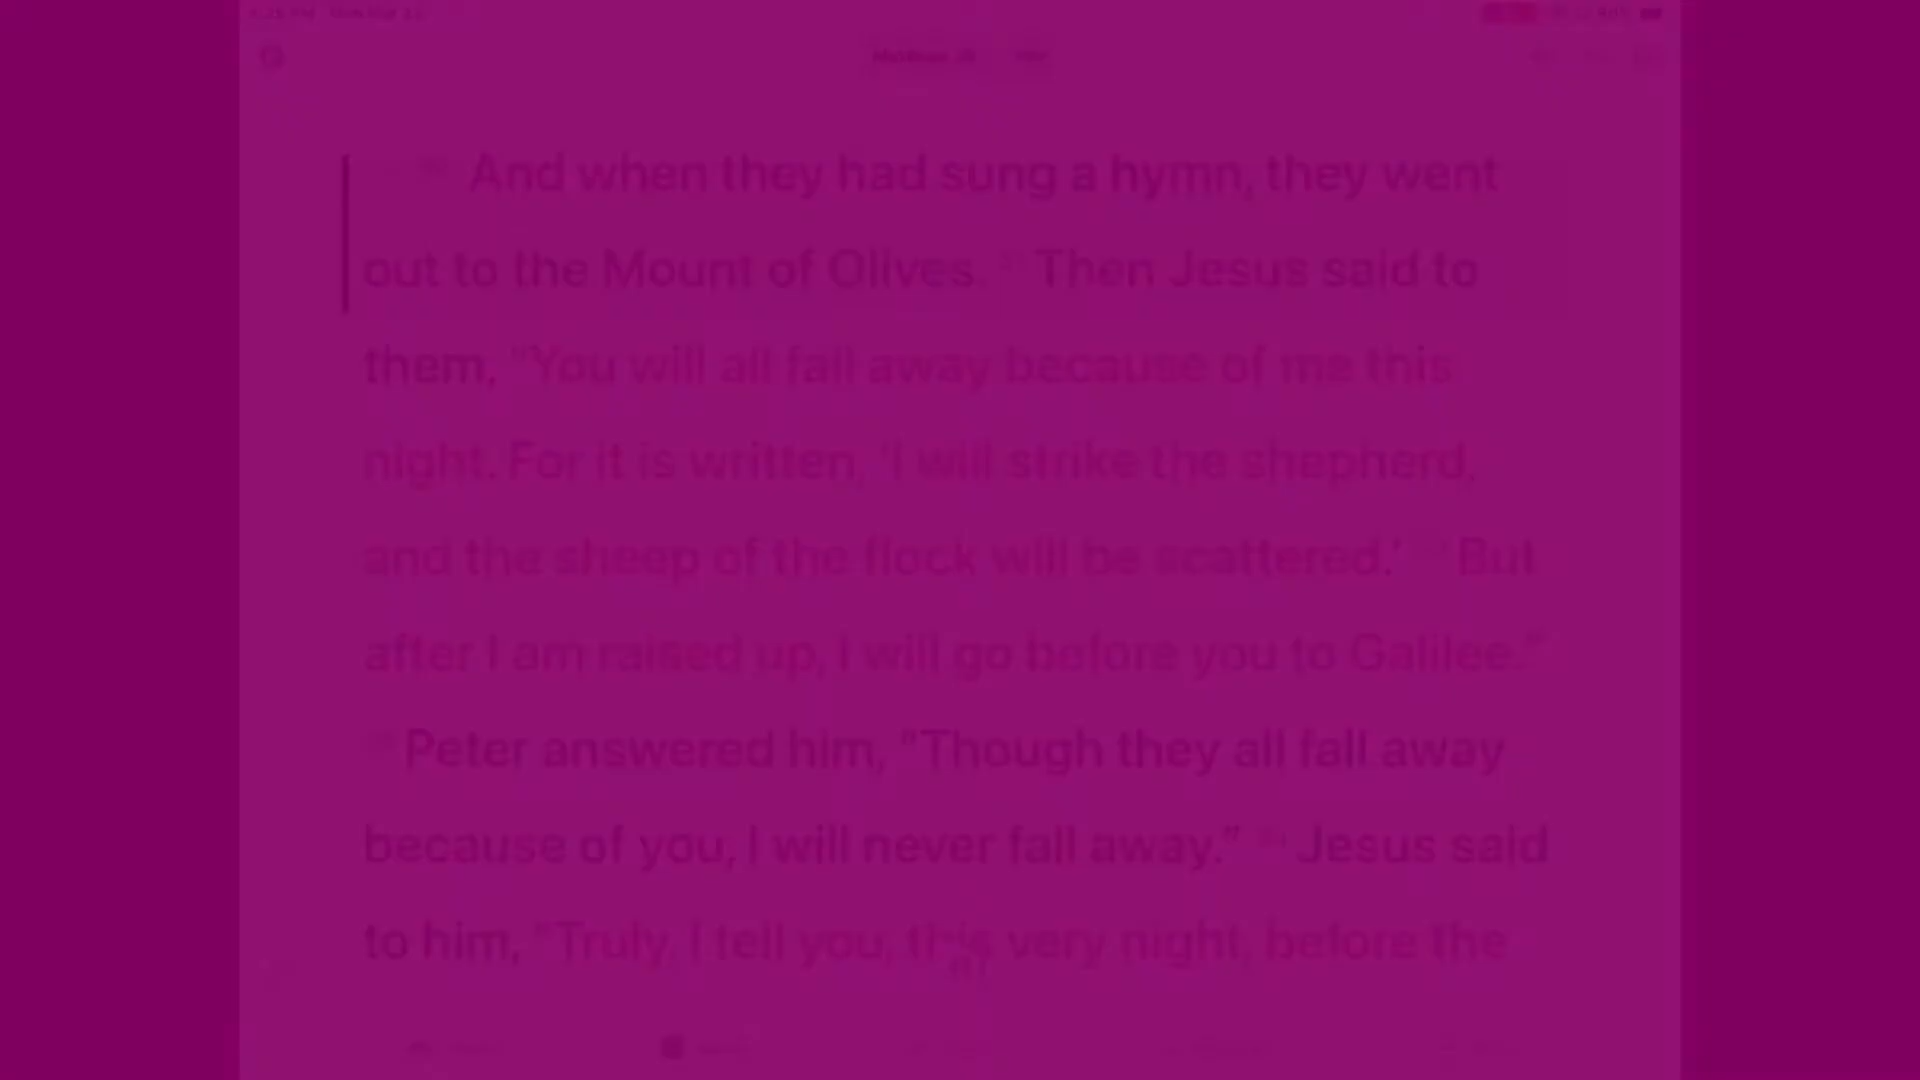 And when they had sung a hymn, they went
out to the Mount of Olives. Then Jesus said to
them, "You will all fall away because of me this
night. For it is written, 'I will strike the shepherd,
and the sheep of the flock will be scattered.' But
after I am raised up, I will go before you to Galilee."
Peter answered him, "Though they all fall away
because of you, I will never fall away." Jesus said
to him, "Truly, I tell you, this very night, before the